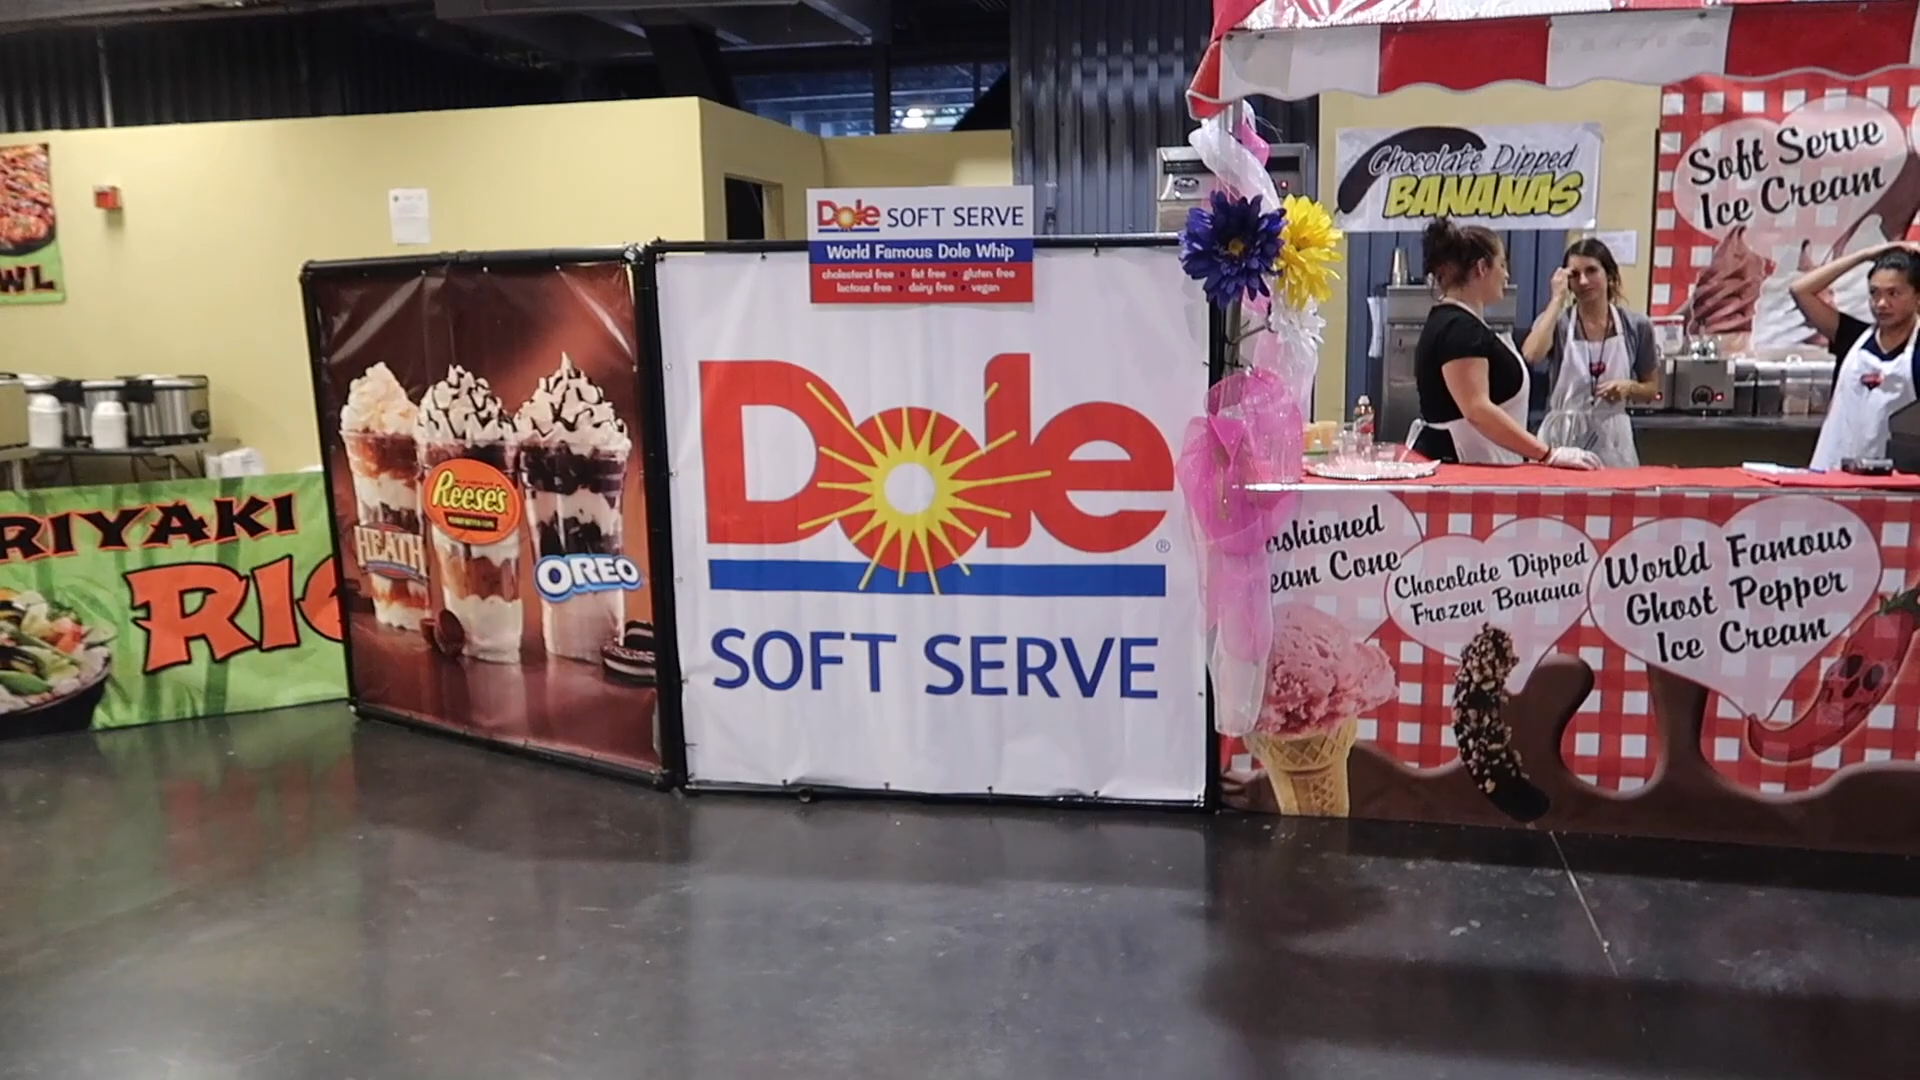 WL
RIYAKI
RIC
HEATH
Reese's
OREO
Dole SOFT SERVE
World Famous Dole Whip
cholesterol free • fat free • gluten free
lactose free • dairy free • vegan
Dole
®
SOFT SERVE
Chocolate Dipped
BANANAS
Soft Serve
Ice Cream
ashioned
eam Cone
Chocolate Dipped
Frozen Banana
World Famous
Ghost Pepper
Ice Cream